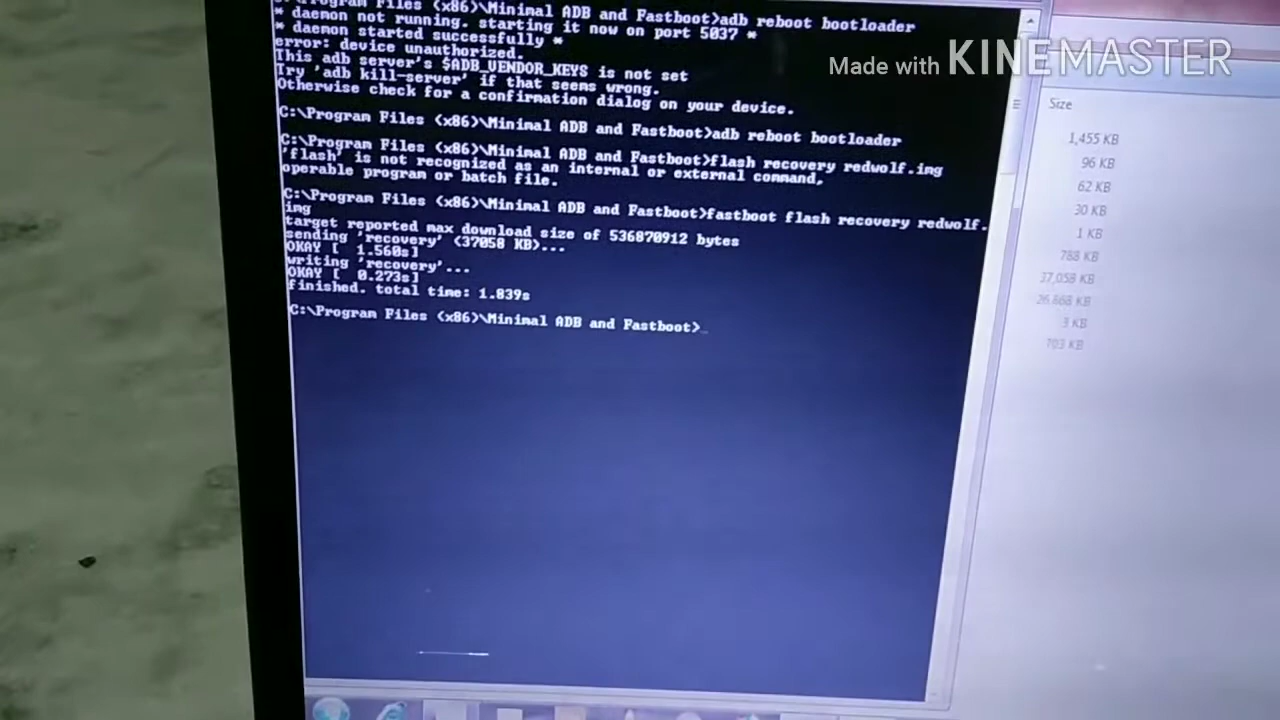 C:\Program Files (x86)\Minimal ADB and Fastboot>adb reboot bootloader
* daemon not running. starting it now on port 5037 *
* daemon started successfully *
error: device unauthorized.
This adb server's $ADB_VENDOR_KEYS is not set
Try 'adb kill-server' if that seems wrong.
Otherwise check for a confirmation dialog on your device.
C:\Program Files (x86)\Minimal ADB and Fastboot>adb reboot bootloader
C:\Program Files (x86)\Minimal ADB and Fastboot>flash recovery redwolf.img
'flash' is not recognized as an internal or external command,
operable program or batch file.
C:\Program Files (x86)\Minimal ADB and Fastboot>fastboot flash recovery redwolf.
img
target reported max download size of 536870912 bytes
sending 'recovery' (37058 KB)...
OKAY [ 1.560s]
writing 'recovery'...
OKAY [ 0.273s]
finished. total time: 1.839s
C:\Program Files (x86)\Minimal ADB and Fastboot>_
Made with KINEMASTER
Size
1,455 KB
96 KB
62 KB
30 KB
1 KB
788 KB
37,058 KB
26,668 KB
3 KB
703 KB